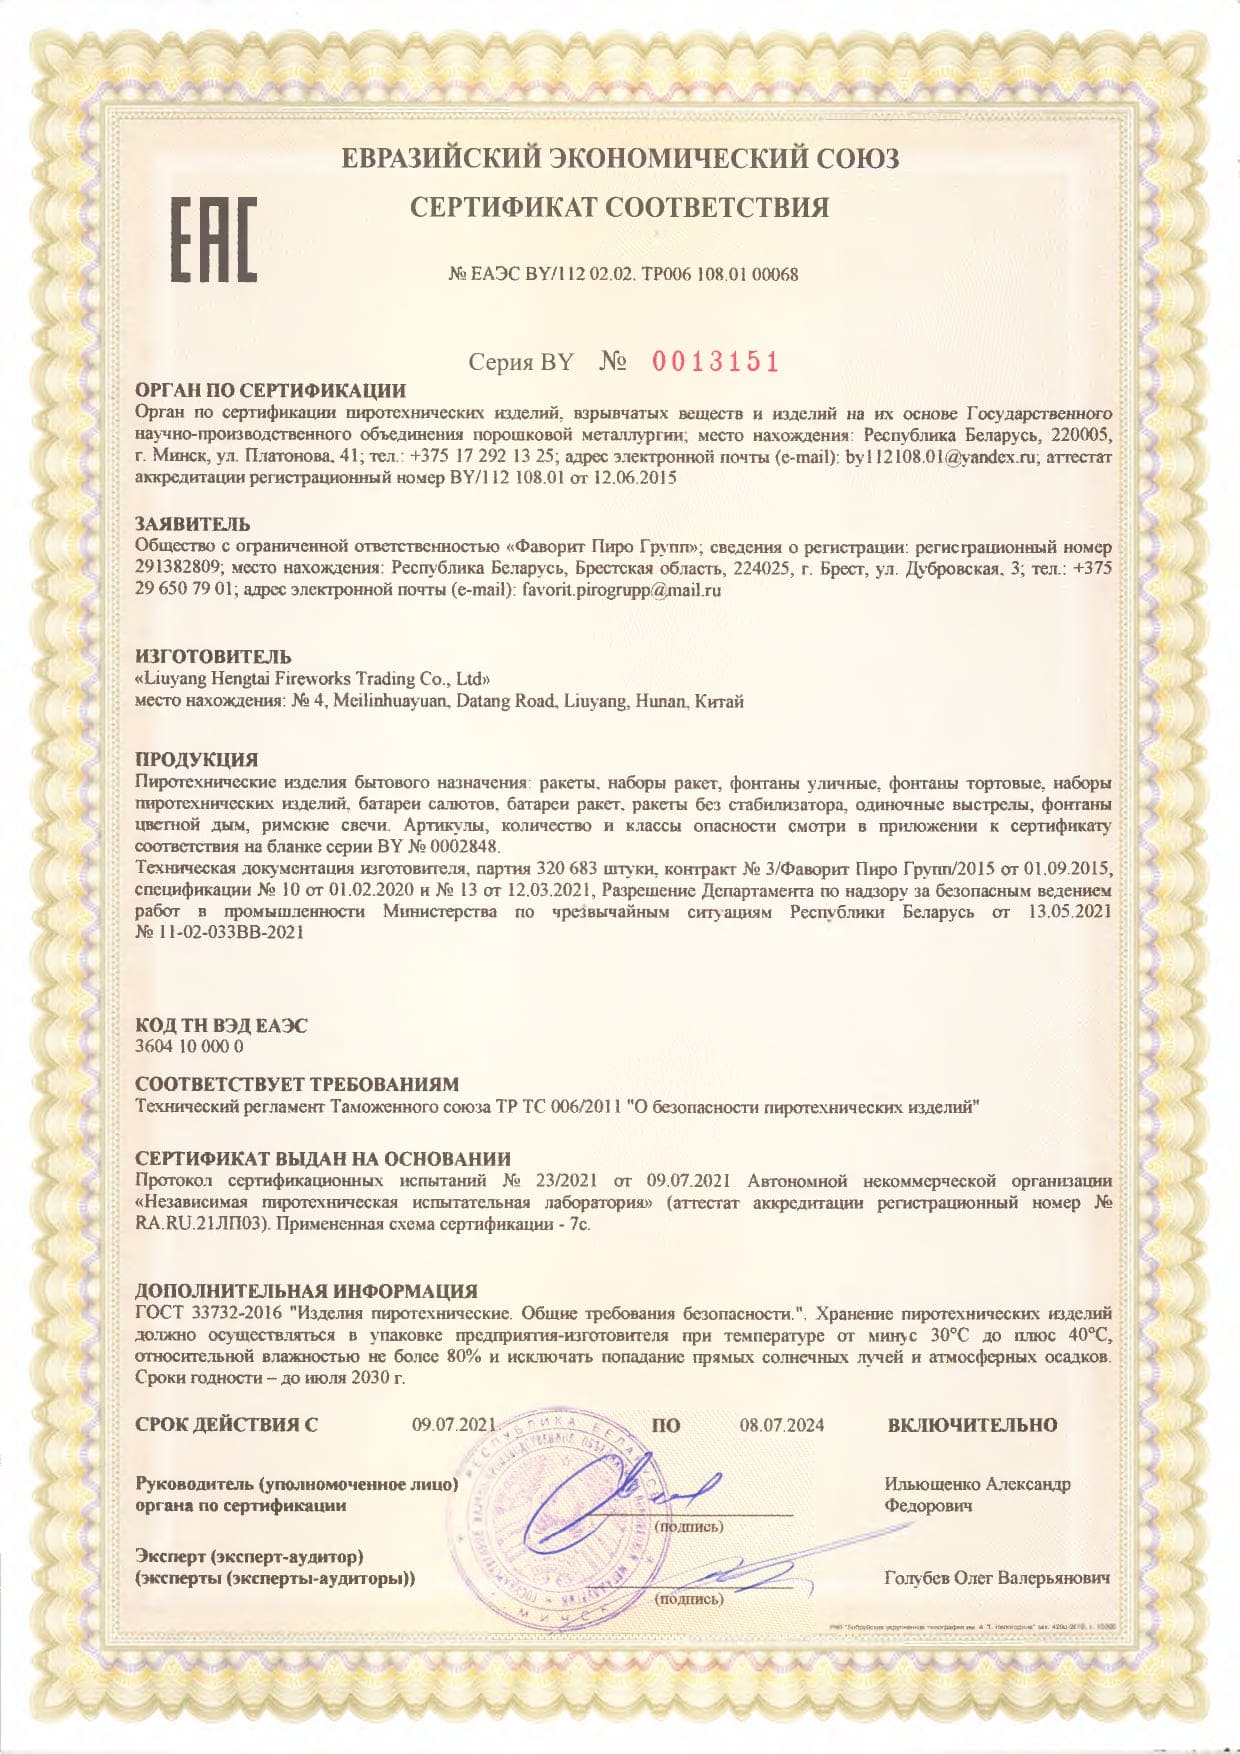 ЕВРАЗИЙСКИЙ ЭКОНОМИЧЕСКИЙ СОЮЗ
EAC
СЕРТИФИКАТ СООТВЕТСТВИЯ
№ ЕАЭС BY/112 02.02. ТР006 108.01 00068
Серия BY № 0013151
ОРГАН ПО СЕРТИФИКАЦИИ
Орган по сертификации пиротехнических изделий, взрывчатых веществ и изделий на их основе Государственного
научно-производственного объединения порошковой металлургии; место нахождения: Республика Беларусь, 220005,
г. Минск, ул. Платонова, 41; тел.: +375 17 292 13 25; адрес электронной почты (e-mail): by112108.01@yandex.ru; аттестат
аккредитации регистрационный номер BY/112 108.01 от 12.06.2015
ЗАЯВИТЕЛЬ
Общество с ограниченной ответственностью «Фаворит Пиро Групп»; сведения о регистрации: регистрационный номер
291382809; место нахождения: Республика Беларусь, Брестская область, 224025, г. Брест, ул. Дубровская, 3; тел.: +375
29 650 79 01; адрес электронной почты (e-mail): favorit.pirogrupp@mail.ru
ИЗГОТОВИТЕЛЬ
«Liuyang Hengtai Fireworks Trading Co., Ltd»
место нахождения: № 4, Meilinhuayuan, Datang Road, Liuyang, Hunan, Китай
ПРОДУКЦИЯ
Пиротехнические изделия бытового назначения: ракеты, наборы ракет, фонтаны уличные, фонтаны тортовые, наборы
пиротехнических изделий, батареи салютов, батареи ракет, ракеты без стабилизатора, одиночные выстрелы, фонтаны
цветной дым, римские свечи. Артикулы, количество и классы опасности смотри в приложении к сертификату
соответствия на бланке серии BY № 0002848.
Техническая документация изготовителя, партия 320 683 штуки, контракт № 3/Фаворит Пиро Групп/2015 от 01.09.2015,
спецификации № 10 от 01.02.2020 и № 13 от 12.03.2021, Разрешение Департамента по надзору за безопасным ведением
работ в промышленности Министерства по чрезвычайным ситуациям Республики Беларусь от 13.05.2021
№ 11-02-033ВВ-2021
КОД ТН ВЭД ЕАЭС
3604 10 000 0
СООТВЕТСТВУЕТ ТРЕБОВАНИЯМ
Технический регламент Таможенного союза ТР ТС 006/2011 "О безопасности пиротехнических изделий"
СЕРТИФИКАТ ВЫДАН НА ОСНОВАНИИ
Протокол сертификационных испытаний № 23/2021 от 09.07.2021 Автономной некоммерческой организации
«Независимая пиротехническая испытательная лаборатория» (аттестат аккредитации регистрационный номер №
RA.RU.21ЛП03). Примененная схема сертификации - 7с.
ДОПОЛНИТЕЛЬНАЯ ИНФОРМАЦИЯ
ГОСТ 33732-2016 "Изделия пиротехнические. Общие требования безопасности.". Хранение пиротехнических изделий
должно осуществляться в упаковке предприятия-изготовителя при температуре от минус 30°С до плюс 40°С,
относительной влажностью не более 80% и исключать попадание прямых солнечных лучей и атмосферных осадков.
Сроки годности – до июля 2030 г.
СРОК ДЕЙСТВИЯ С 09.07.2021 ПО 08.07.2024 ВКЛЮЧИТЕЛЬНО
Руководитель (уполномоченное лицо)
органа по сертификации
(подпись)
Ильюшенко Александр
Федорович
Эксперт (эксперт-аудитор)
(эксперты (эксперты-аудиторы))
(подпись)
Голубев Олег Валерьянович
РЕСПУБЛИКА БЕЛАРУСЬ
МИНСК